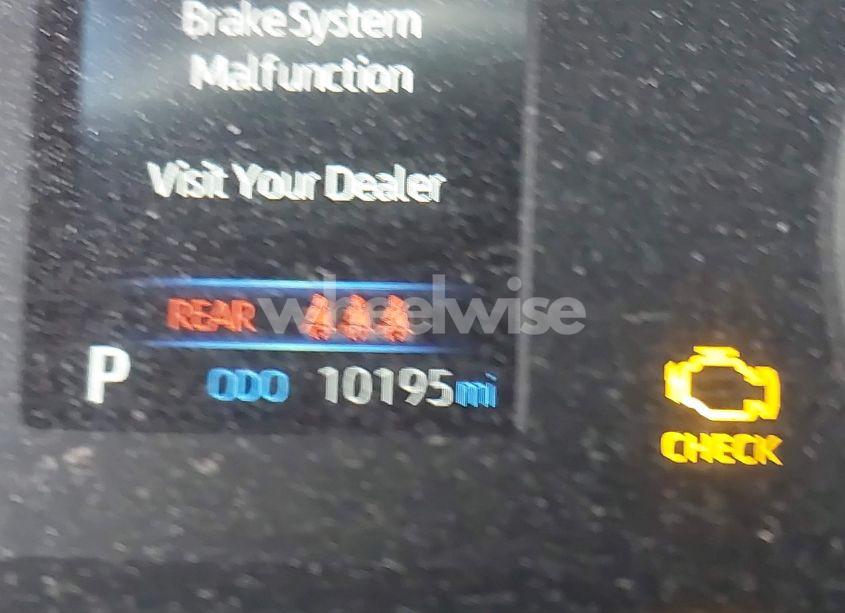 Brake System
Malfunction
Visit Your Dealer
REAR
wheelwise
P ODO 10195mi
CHECK